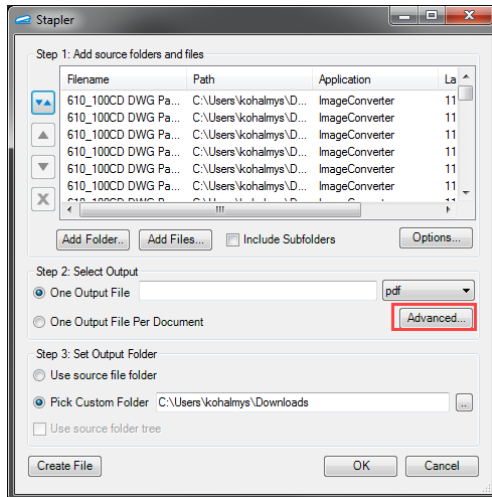 Stapler
Step 1: Add source folders and files
Filename Path Application La
610_100CD DWG Pa... C:\Users\kohalmys\D... ImageConverter 11
610_100CD DWG Pa... C:\Users\kohalmys\D... ImageConverter 11
610_100CD DWG Pa... C:\Users\kohalmys\D... ImageConverter 11
610_100CD DWG Pa... C:\Users\kohalmys\D... ImageConverter 11
610_100CD DWG Pa... C:\Users\kohalmys\D... ImageConverter 11
610_100CD DWG Pa... C:\Users\kohalmys\D... ImageConverter 11
Add Folder.. Add Files... Include Subfolders Options...
Step 2: Select Output
One Output File pdf
One Output File Per Document Advanced...
Step 3: Set Output Folder
Use source file folder
Pick Custom Folder C:\Users\kohalmys\Downloads ..
Use source folder tree
Create File OK Cancel